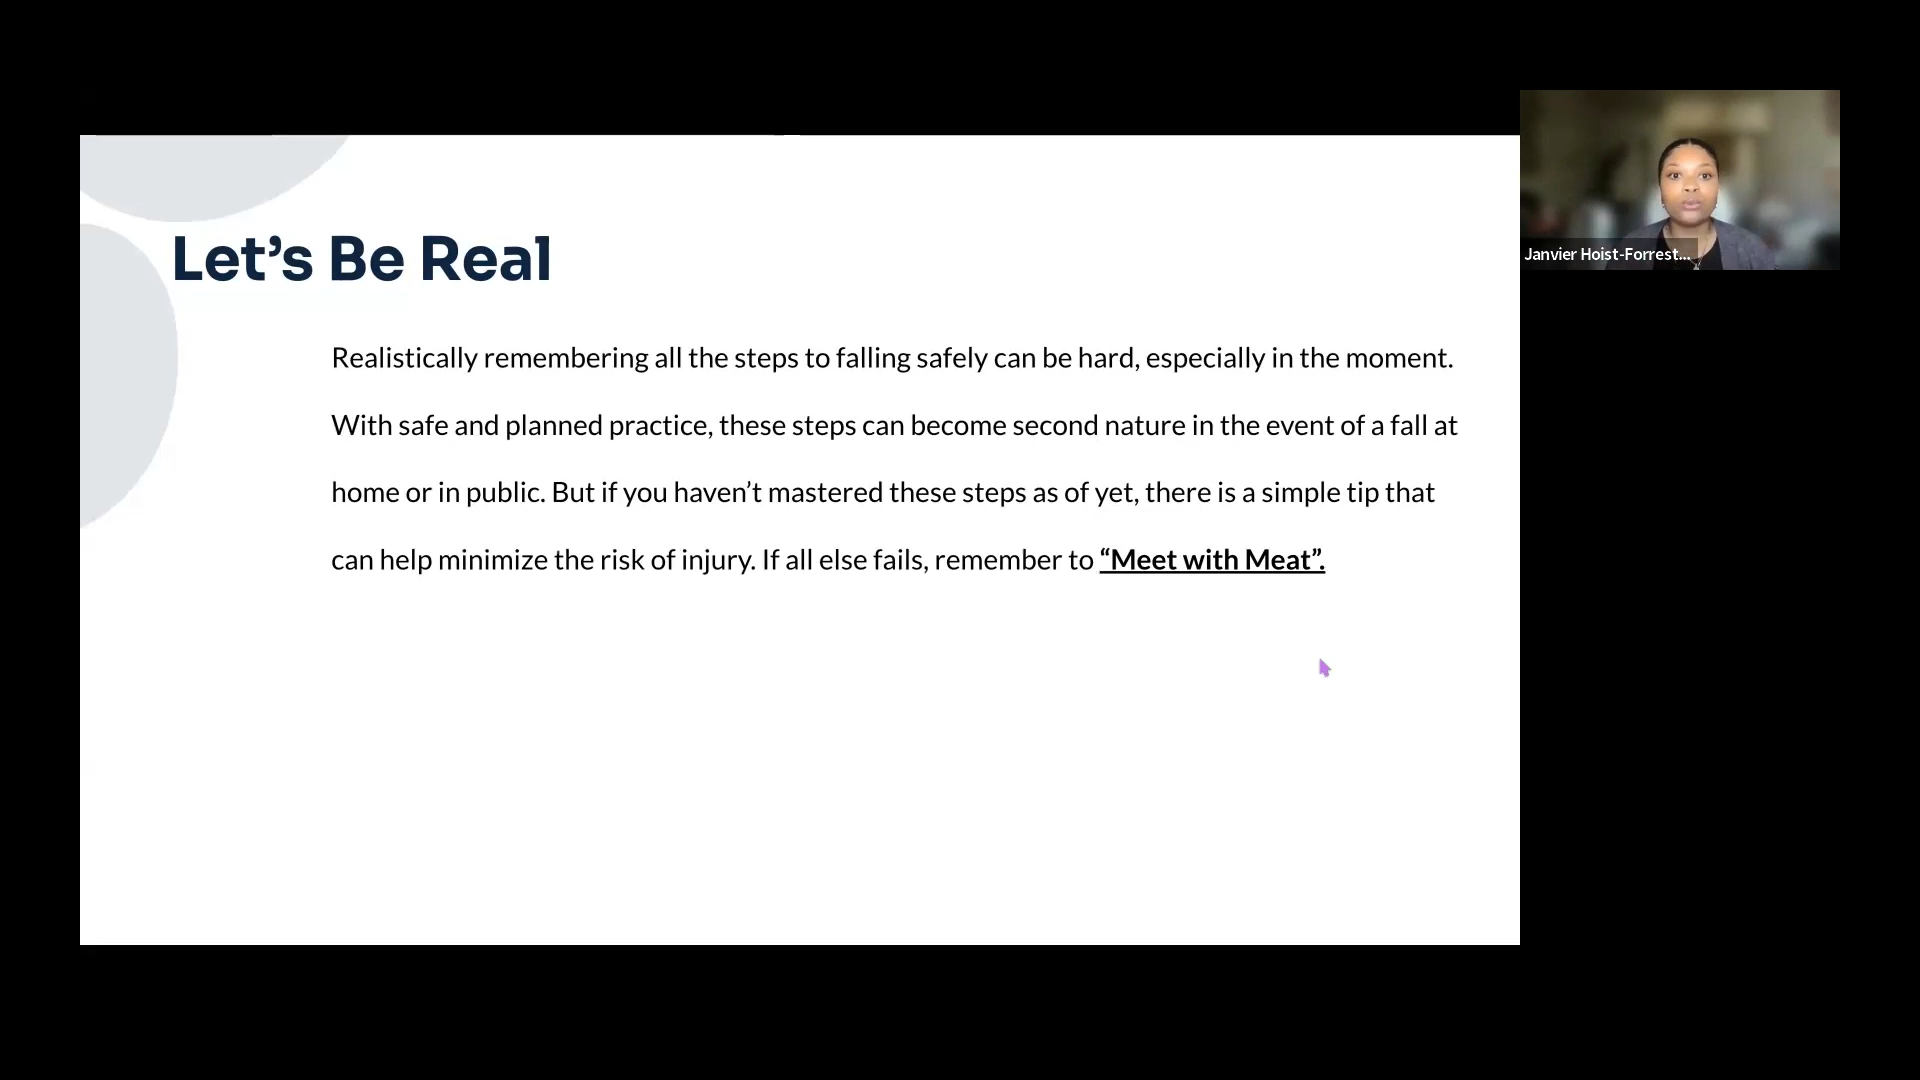 Let’s Be Real
Realistically remembering all the steps to falling safely can be hard, especially in the moment.
With safe and planned practice, these steps can become second nature in the event of a fall at
home or in public. But if you haven’t mastered these steps as of yet, there is a simple tip that
can help minimize the risk of injury. If all else fails, remember to “Meet with Meat”.
Janvier Hoist-Forrest...